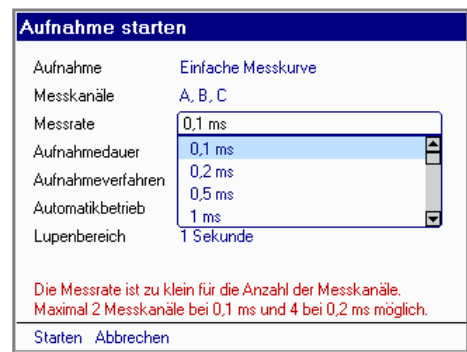 Aufnahme starten
Aufnahme Einfache Messkurve
Messkanäle A, B, C
Messrate 0,1 ms
Aufnahmedauer 0,1 ms
Aufnahmeverfahren 0,2 ms
0,5 ms
Automatikbetrieb 1 ms
Lupenbereich 1 Sekunde
Die Messrate ist zu klein für die Anzahl der Messkanäle.
Maximal 2 Messkanäle bei 0,1 ms und 4 bei 0,2 ms möglich.
Starten Abbrechen